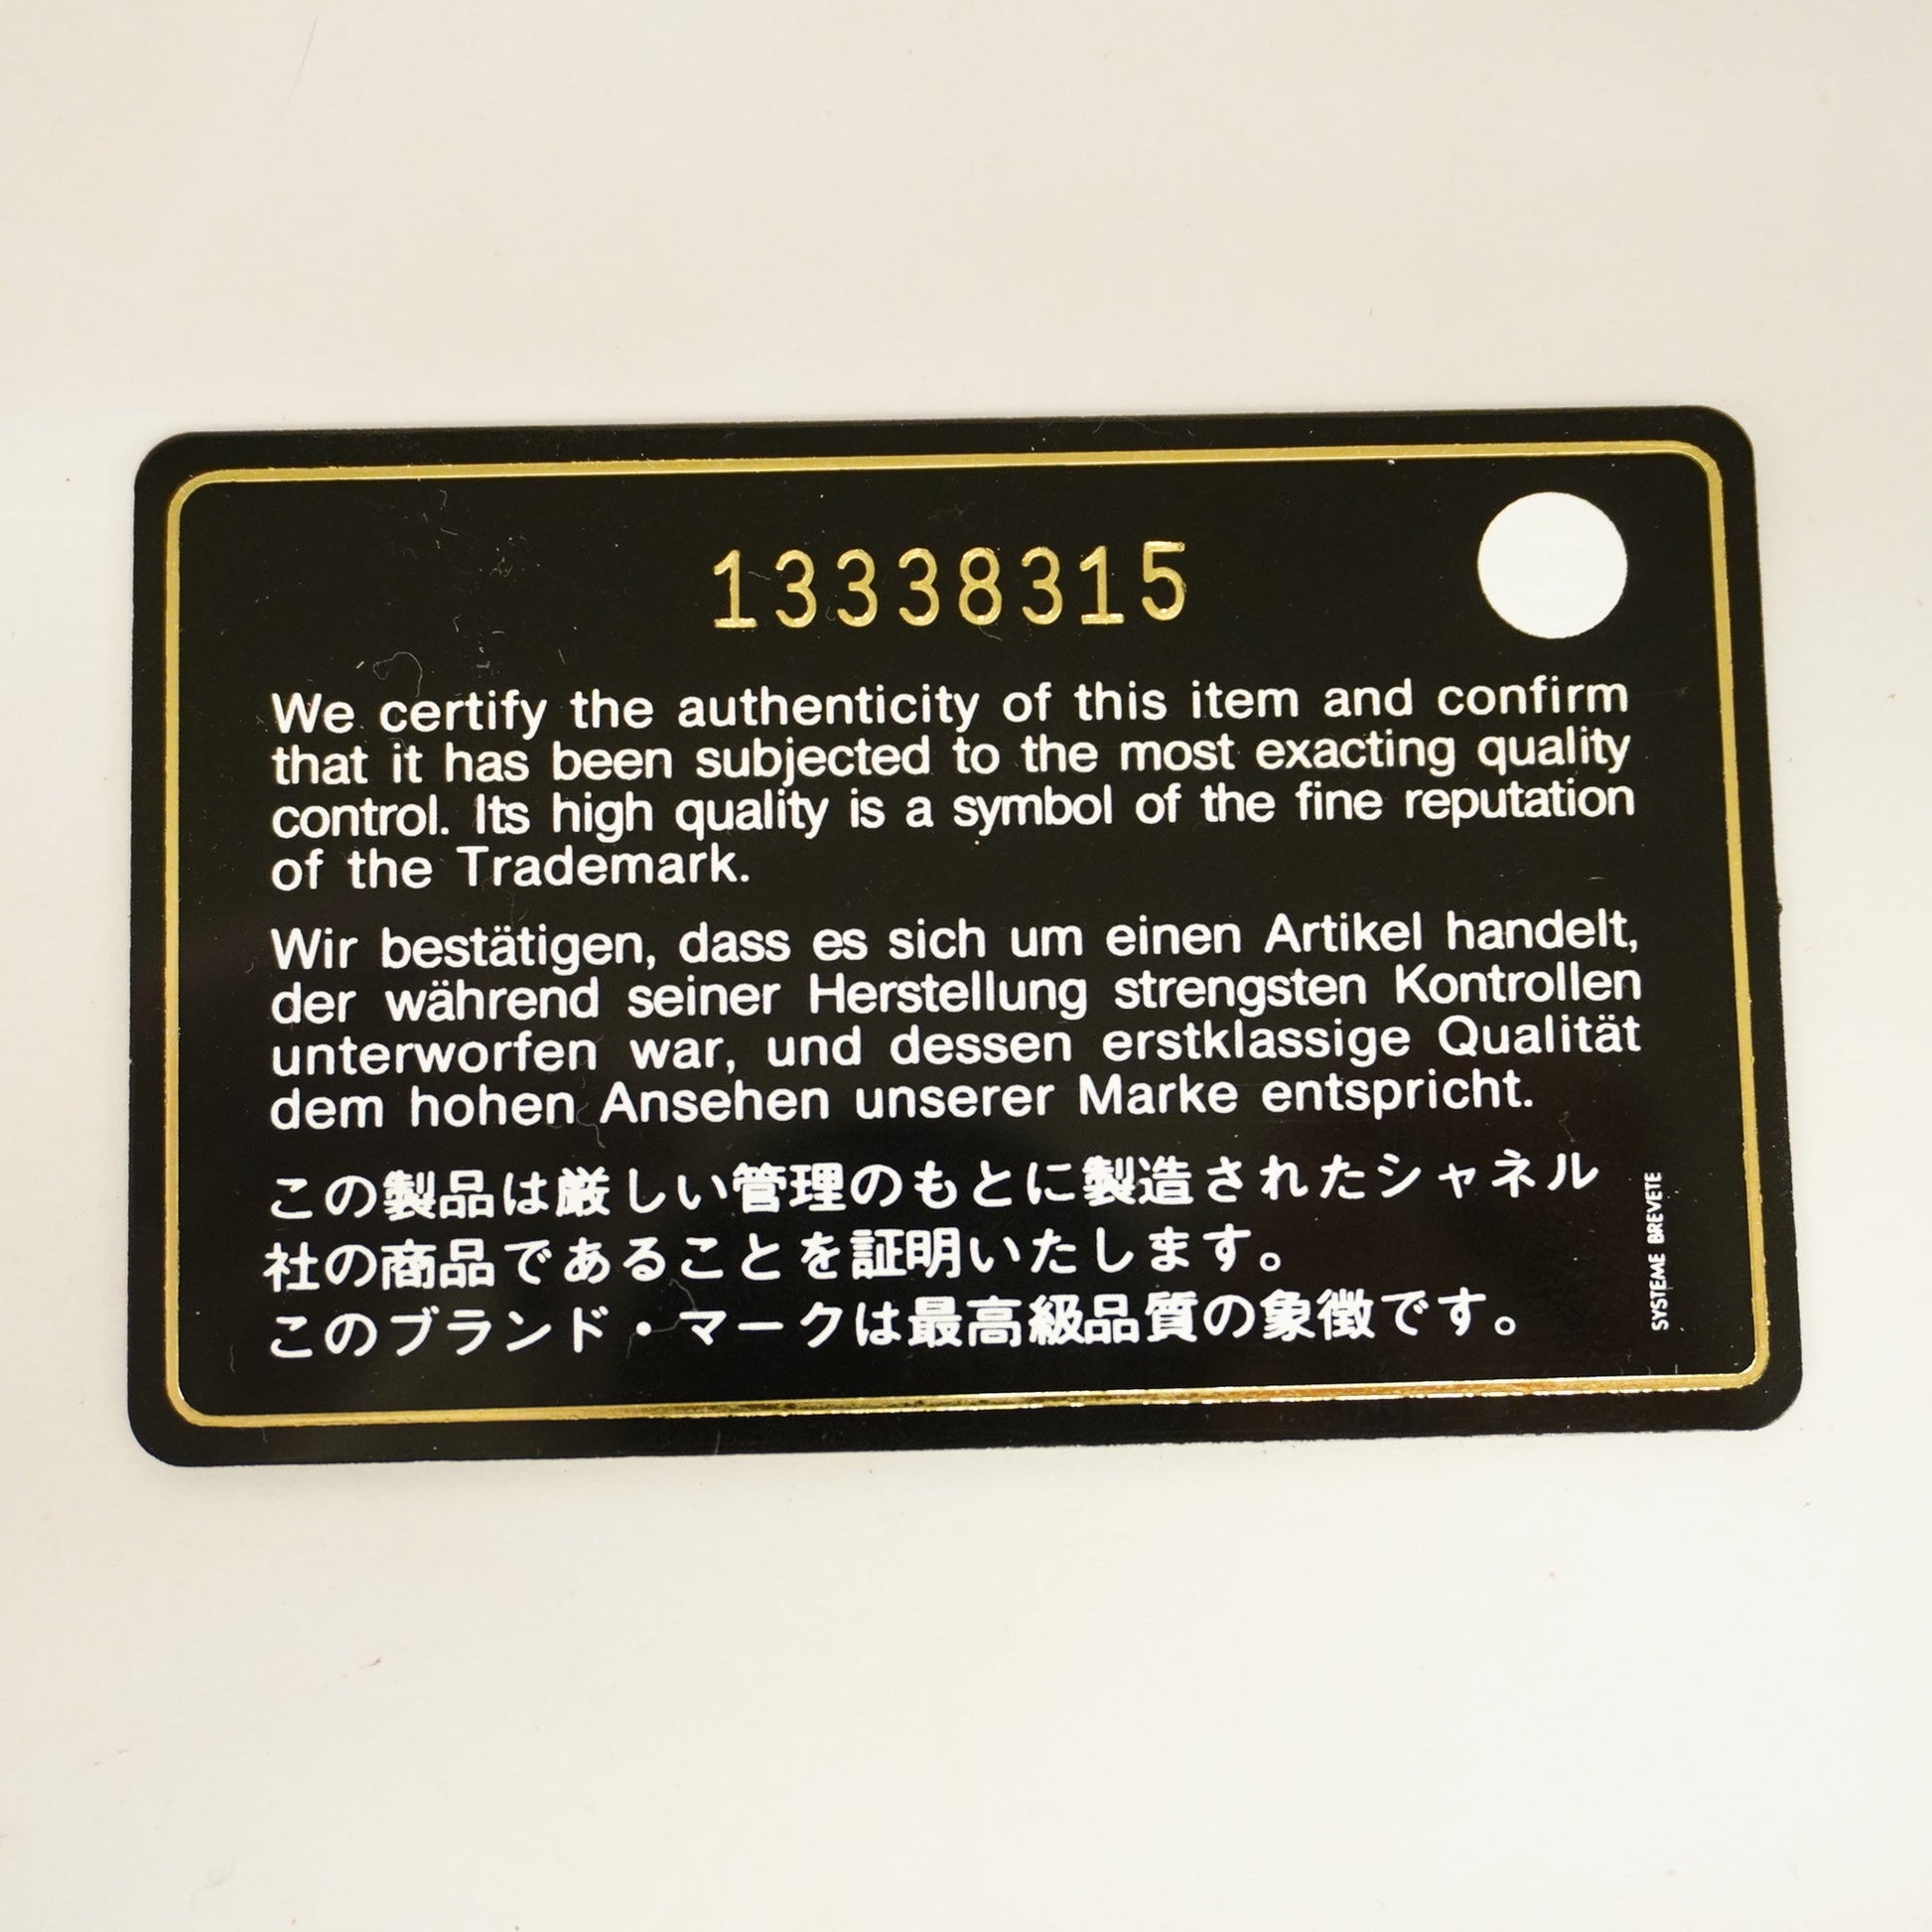 13338315
We certify the authenticity of this item and confirm
that it has been subjected to the most exacting quality
control. Its high quality is a symbol of the fine reputation
of the Trademark.
Wir bestätigen, dass es sich um einen Artikel handelt,
der während seiner Herstellung strengsten Kontrollen
unterworfen war, und dessen erstklassige Qualität
dem hohen Ansehen unserer Marke entspricht.
この製品は厳しい管理のもとに製造されたシャネル
社の商品であることを証明いたします。
このブランド・マークは最高級品質の象徴です。
SYSTEME BREVETE